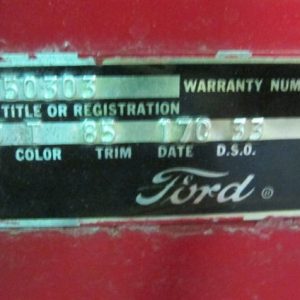 50303
WARRANTY NUM
TITLE OR REGISTRATION
T 85 170 33
COLOR TRIM DATE D.S.O.
Ford